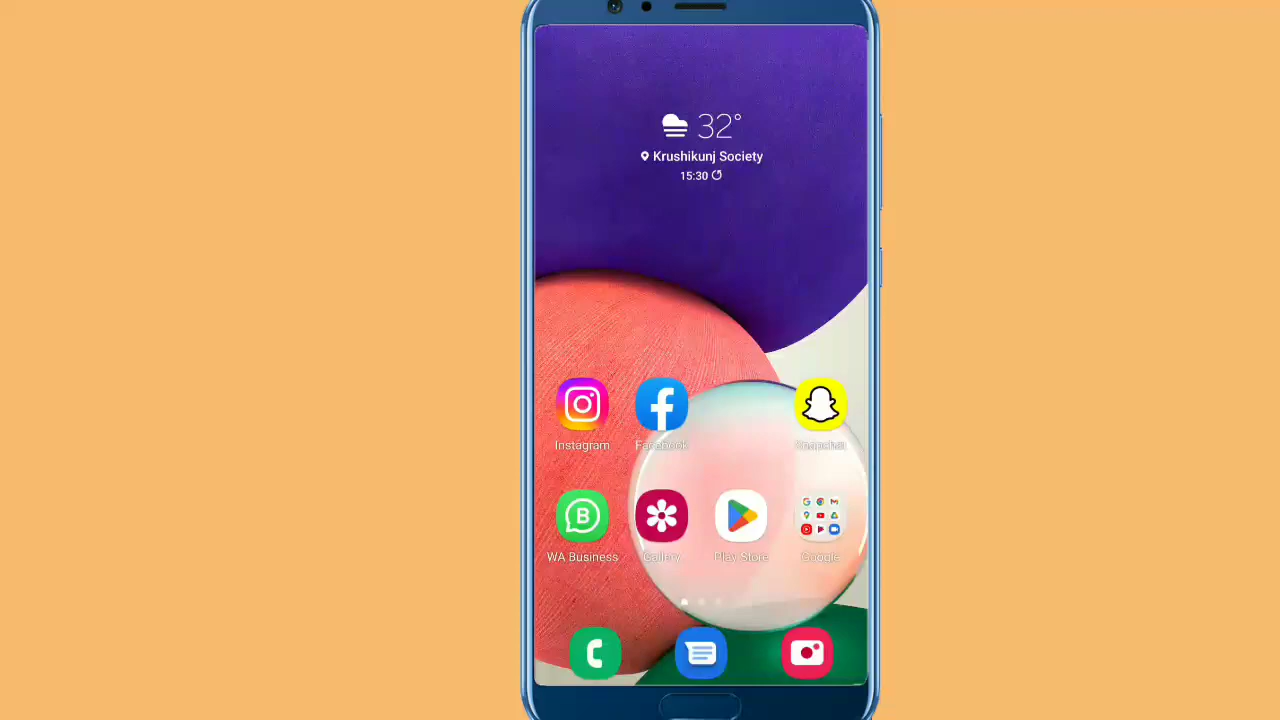 32°
Krushikunj Society
15:30
Instagram
Facebook
Snapchat
WA Business
Gallery
Play Store
Google